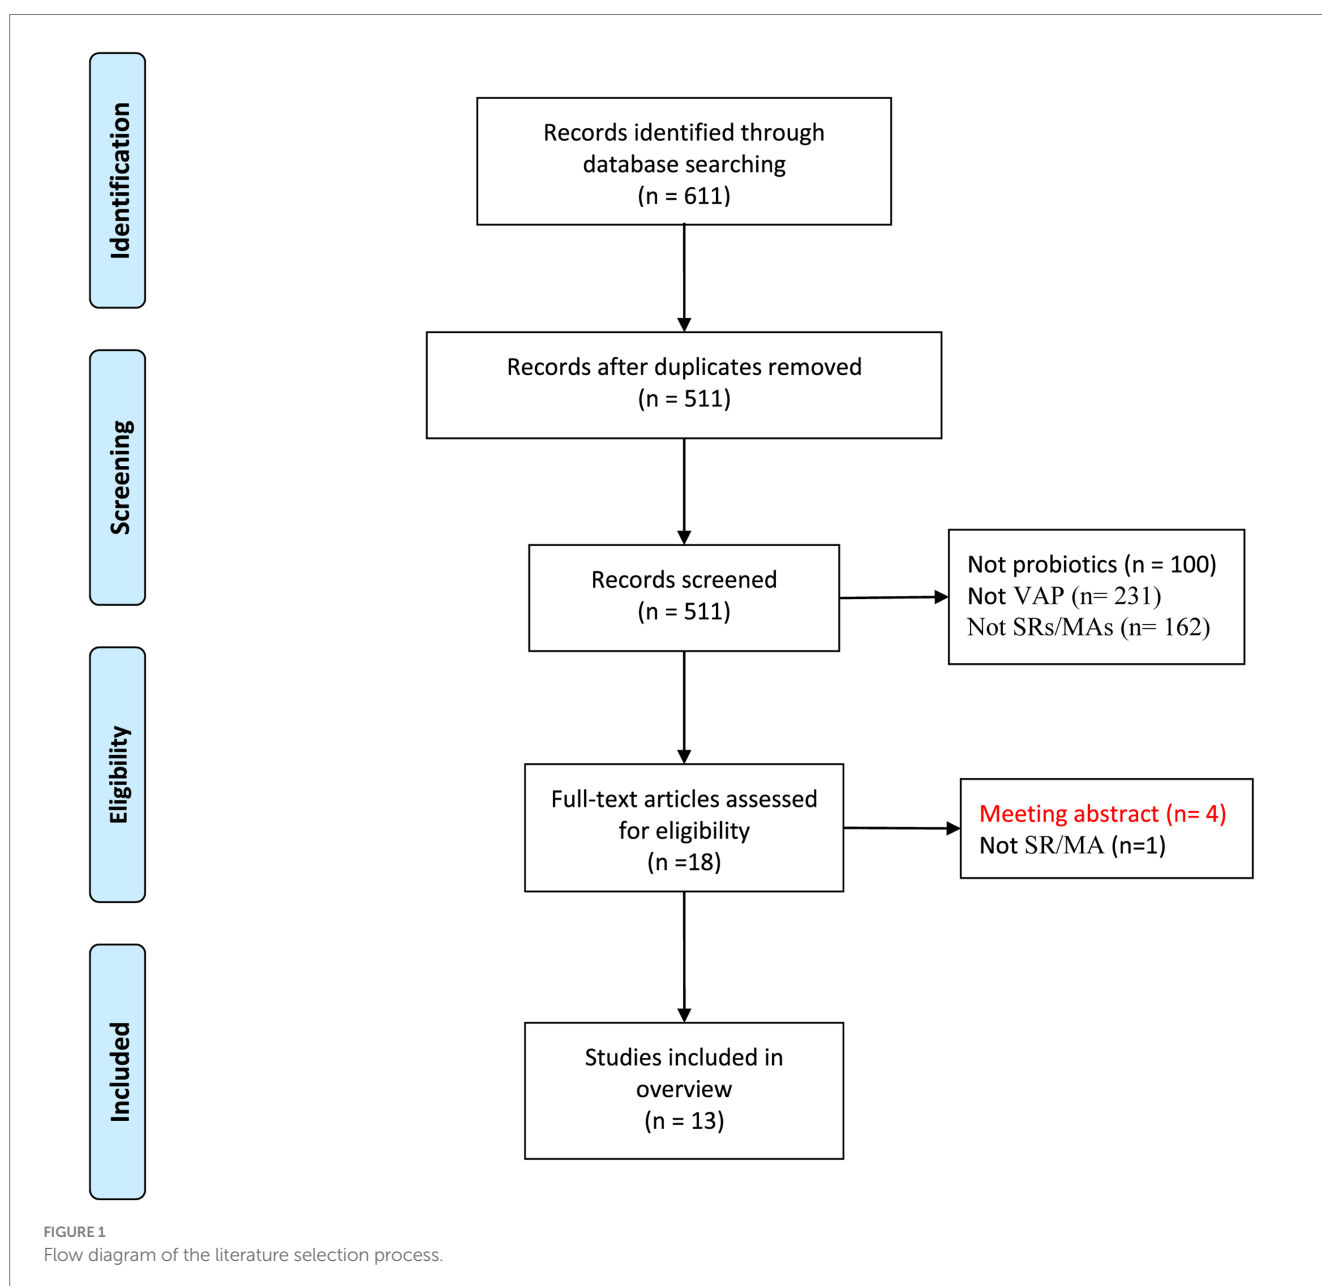 Identification
Records identified through
database searching
(n = 611)
Records after duplicates removed
(n = 511)
Screening
Records screened
(n = 511)
Not probiotics (n = 100)
Not VAP (n= 231)
Not SRs/MAs (n= 162)
Eligibility
Full-text articles assessed
for eligibility
(n =18)
Meeting abstract (n= 4)
Not SR/MA (n=1)
Included
Studies included in
overview
(n = 13)
FIGURE 1
Flow diagram of the literature selection process.